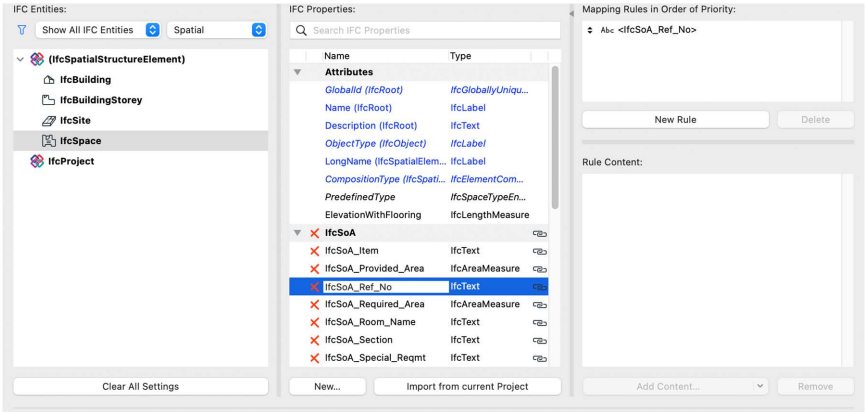 IFC Entities:
Show All IFC Entities
Spatial
(IfcSpatialStructureElement)
IfcBuilding
IfcBuildingStorey
IfcSite
IfcSpace
IfcProject
Clear All Settings
IFC Properties:
Search IFC Properties
Name Type
Attributes
GlobalId (IfcRoot) IfcGloballyUniqu...
Name (IfcRoot) IfcLabel
Description (IfcRoot) IfcText
ObjectType (IfcObject) IfcLabel
LongName (IfcSpatialElem... IfcLabel
CompositionType (IfcSpati... IfcElementCom...
PredefinedType IfcSpaceTypeEn...
ElevationWithFlooring IfcLengthMeasure
IfcSoA
IfcSoA_Item IfcText
IfcSoA_Provided_Area IfcAreaMeasure
IfcSoA_Ref_No IfcText
IfcSoA_Required_Area IfcAreaMeasure
IfcSoA_Room_Name IfcText
IfcSoA_Section IfcText
IfcSoA_Special_Reqmt IfcText
New... Import from current Project
Mapping Rules in Order of Priority:
Abc <IfcSoA_Ref_No>
New Rule Delete
Rule Content:
Add Content... Remove